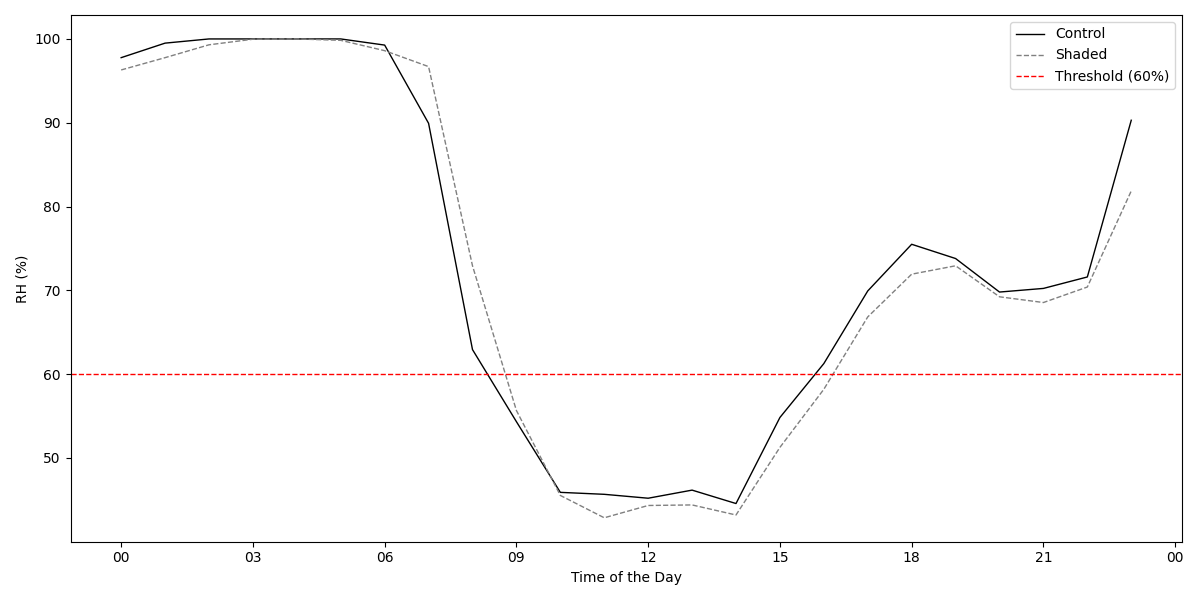 100
90
80
70
60
50
RH (%)
Control
Shaded
Threshold (60%)
00 03 06 09 12 15 18 21 00
Time of the Day